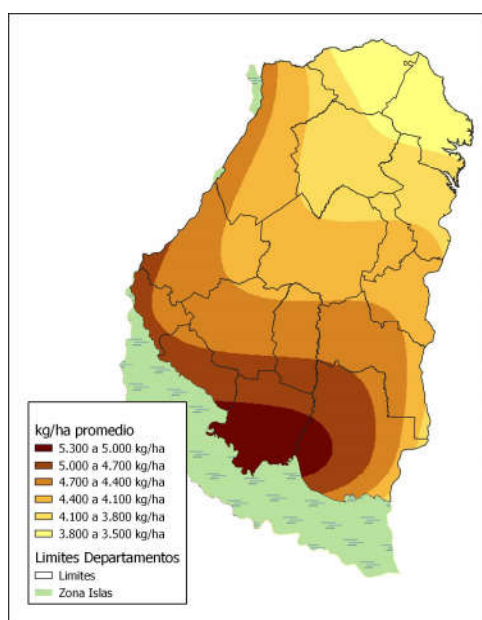 kg/ha promedio
5.300 a 5.000 kg/ha
5.000 a 4.700 kg/ha
4.700 a 4.400 kg/ha
4.400 a 4.100 kg/ha
4.100 a 3.800 kg/ha
3.800 a 3.500 kg/ha
Limites Departamentos
Limites
Zona Islas